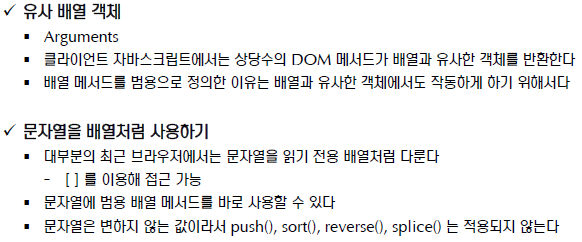 ✓ 유사 배열 객체
▪ Arguments
▪ 클라이언트 자바스크립트에서는 상당수의 DOM 메서드가 배열과 유사한 객체를 반환한다
▪ 배열 메서드를 범용으로 정의한 이유는 배열과 유사한 객체에서도 작동하게 하기 위해서다
✓ 문자열을 배열처럼 사용하기
▪ 대부분의 최근 브라우저에서는 문자열을 읽기 전용 배열처럼 다룬다
- [ ] 를 이용해 접근 가능
▪ 문자열에 범용 배열 메서드를 바로 사용할 수 있다
▪ 문자열은 변하지 않는 값이라서 push(), sort(), reverse(), splice() 는 적용되지 않는다